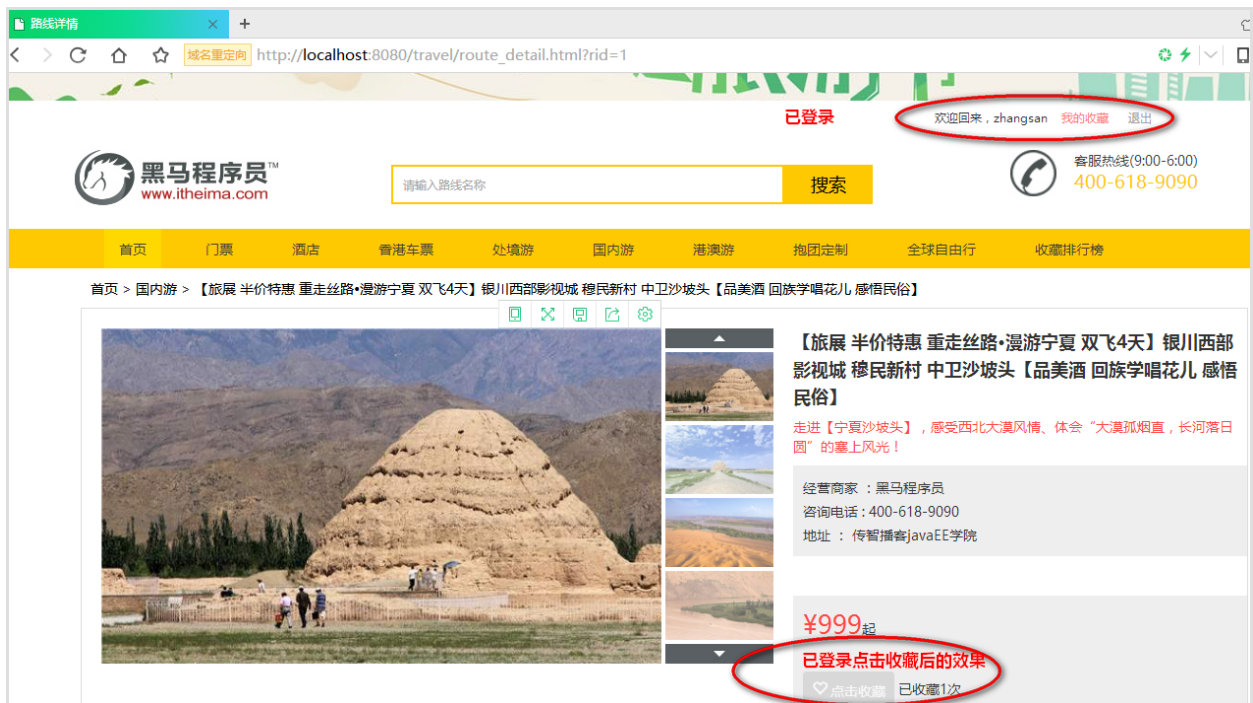 路线详情
域名重定向 http://localhost:8080/travel/route_detail.html?rid=1
已登录 欢迎回来，zhangsan 我的收藏 退出
黑马程序员™
www.itheima.com
请输入路线名称 搜索
客服热线(9:00-6:00)
400-618-9090
首页 门票 酒店 香港车票 处境游 国内游 港澳游 抱团定制 全球自由行 收藏排行榜
首页 > 国内游 > 【旅展 半价特惠 重走丝路•漫游宁夏 双飞4天】银川西部影视城 穆民新村 中卫沙坡头【品美酒 回族学唱花儿 感悟民俗】
【旅展 半价特惠 重走丝路•漫游宁夏 双飞4天】银川西部
影视城 穆民新村 中卫沙坡头【品美酒 回族学唱花儿 感悟
民俗】
走进【宁夏沙坡头】，感受西北大漠风情、体会“大漠孤烟直，长河落日
圆”的塞上风光！
经营商家 ：黑马程序员
咨询电话 : 400-618-9090
地址 ： 传智播客javaEE学院
¥999起
已登录点击收藏后的效果
点击收藏 已收藏1次